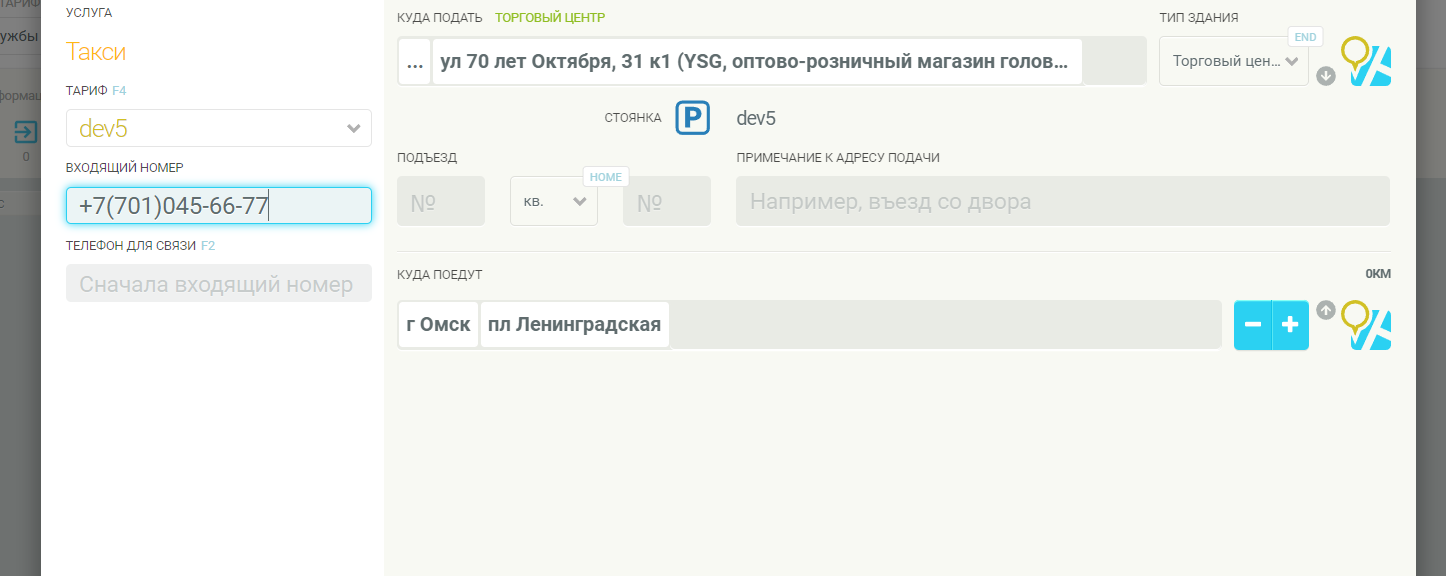 ТАРИФ
ужбы
формац
0
с
УСЛУГА
Такси
ТАРИФ F4
dev5
ВХОДЯЩИЙ НОМЕР
+7(701)045-66-77
ТЕЛЕФОН ДЛЯ СВЯЗИ F2
Сначала входящий номер
КУДА ПОДАТЬ ТОРГОВЫЙ ЦЕНТР
ТИП ЗДАНИЯ
END
... ул 70 лет Октября, 31 к1 (YSG, оптово-розничный магазин голов...
Торговый цен...
СТОЯНКА P dev5
ПОДЪЕЗД
ПРИМЕЧАНИЕ К АДРЕСУ ПОДАЧИ
HOME
№ кв. № Например, въезд со двора
КУДА ПОЕДУТ
0КМ
г Омск пл Ленинградская
− +